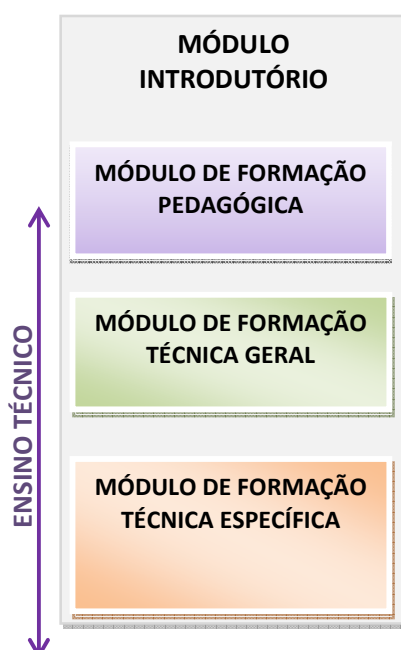 MÓDULO
INTRODUTÓRIO
MÓDULO DE FORMAÇÃO
PEDAGÓGICA
MÓDULO DE FORMAÇÃO
TÉCNICA GERAL
MÓDULO DE FORMAÇÃO
TÉCNICA ESPECÍFICA
ENSINO TÉCNICO